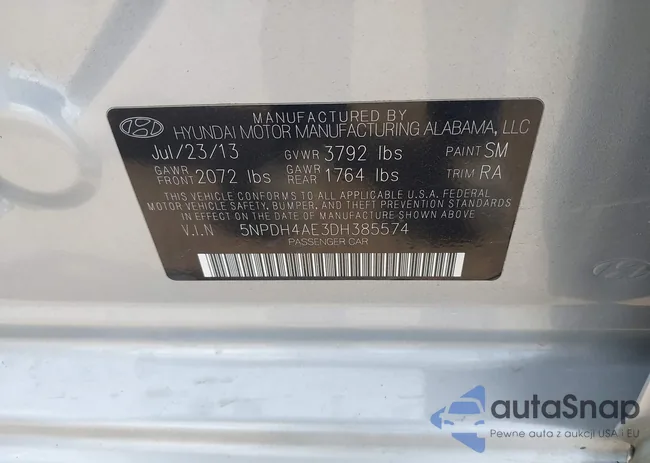 MANUFACTURED BY
HYUNDAI MOTOR MANUFACTURING ALABAMA, LLC
Jul/23/13 GVWR 3792 lbs PAINT SM
GAWR FRONT 2072 lbs GAWR REAR 1764 lbs TRIM RA
THIS VEHICLE CONFORMS TO ALL APPLICABLE U.S.A. FEDERAL
MOTOR VEHICLE SAFETY, BUMPER, AND THEFT PREVENTION STANDARDS
IN EFFECT ON THE DATE OF MANUFACTURE SHOWN ABOVE.
V.I.N 5NPDH4AE3DH385574
PASSENGER CAR
autoSnap
Pewne auta z aukcji USA i EU